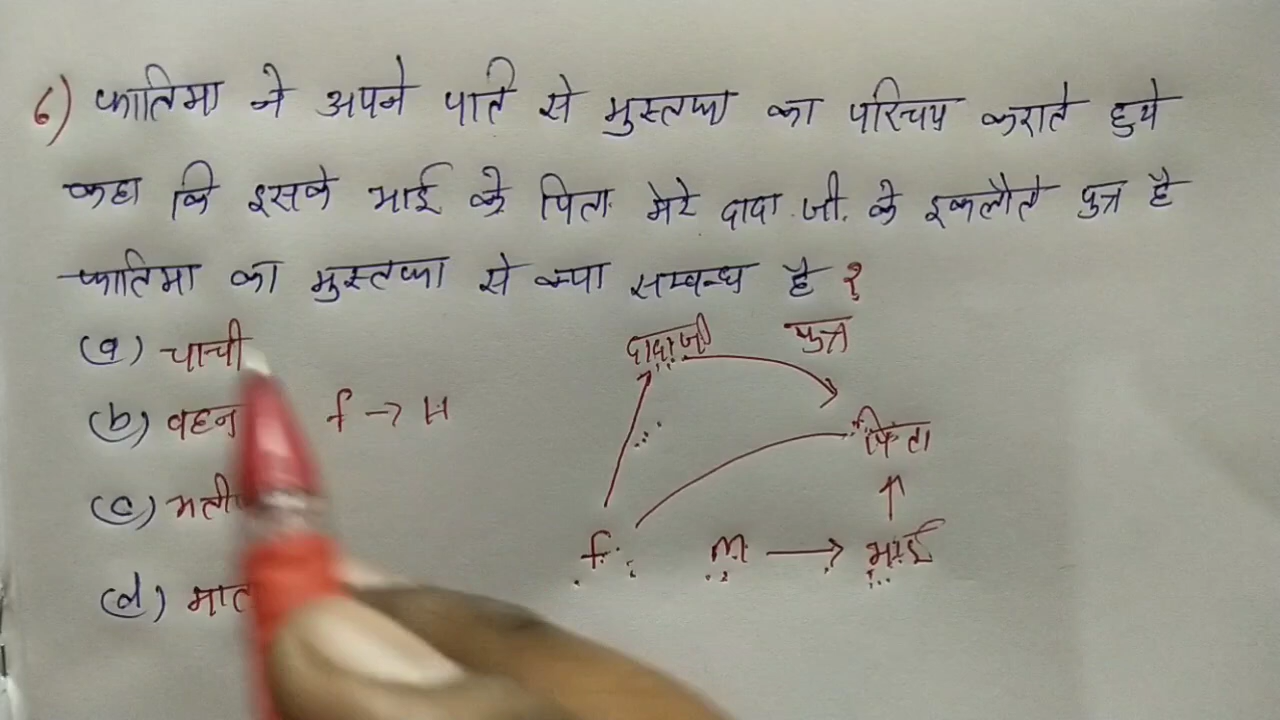 6) फातिमा ने अपने पति से मुस्तफा का परिचय कराते हुये
कहा कि इसके भाई के पिता मेरे दादा जी के इकलौते पुत्र है
फातिमा का मुस्तफा से क्या सम्बन्ध है ?
(a) चाची
(b) बहन
f → M
(c)
(d)
दादाजी पुत्र
पिता
f m → भाई